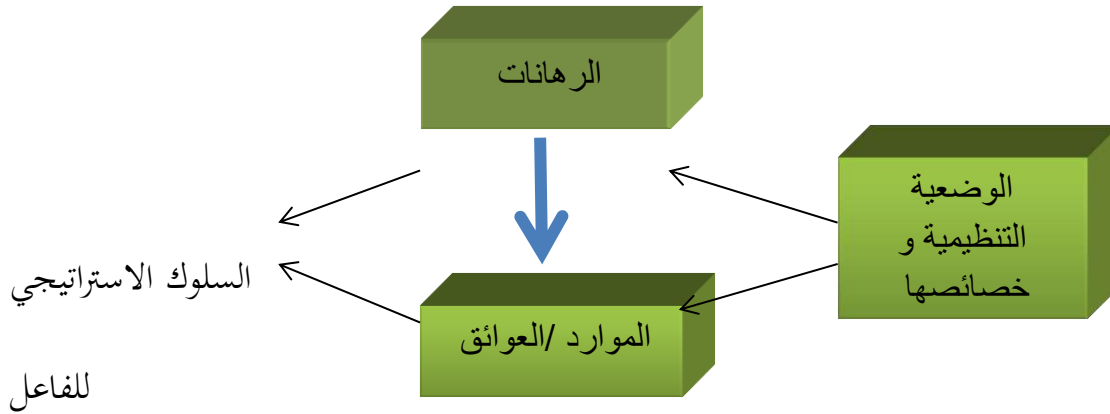 الرهانات
الوضعية
التنظيمية و
خصائصها
الموارد /العوائق
السلوك الاستراتيجي
للفاعل